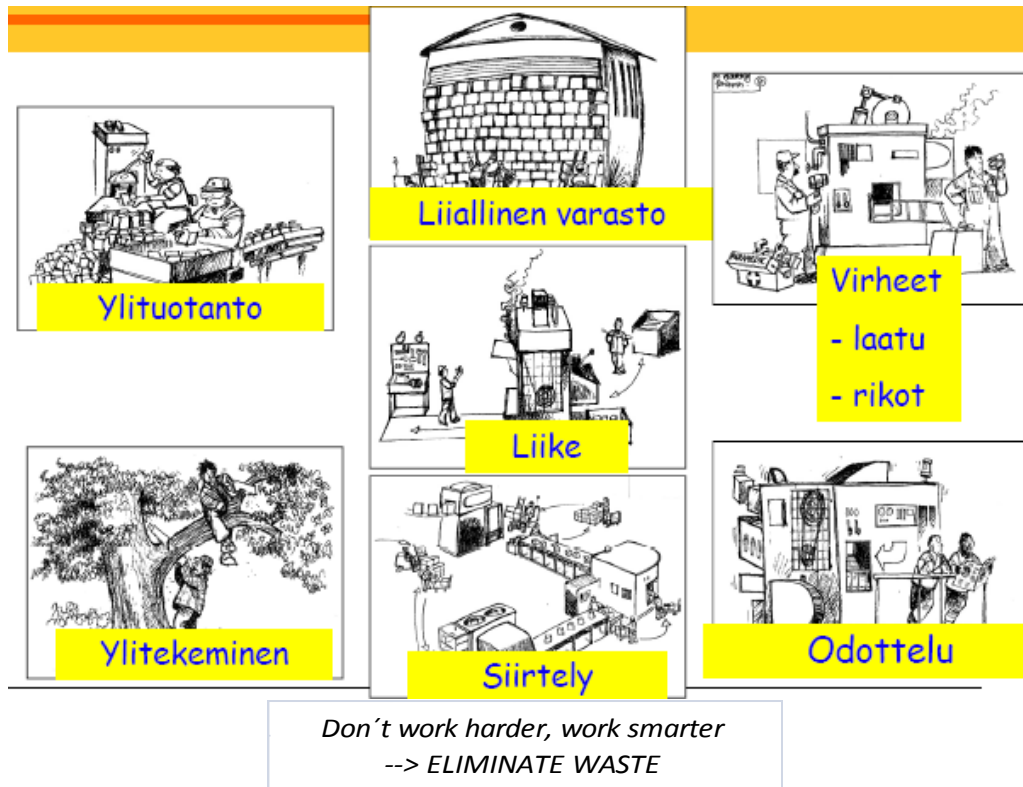 Liiallinen varasto
Ylituotanto
Virheet
- laatu
- rikot
Liike
Ylitekeminen
Siirtely
Odottelu
Don´t work harder, work smarter
--> ELIMINATE WASTE